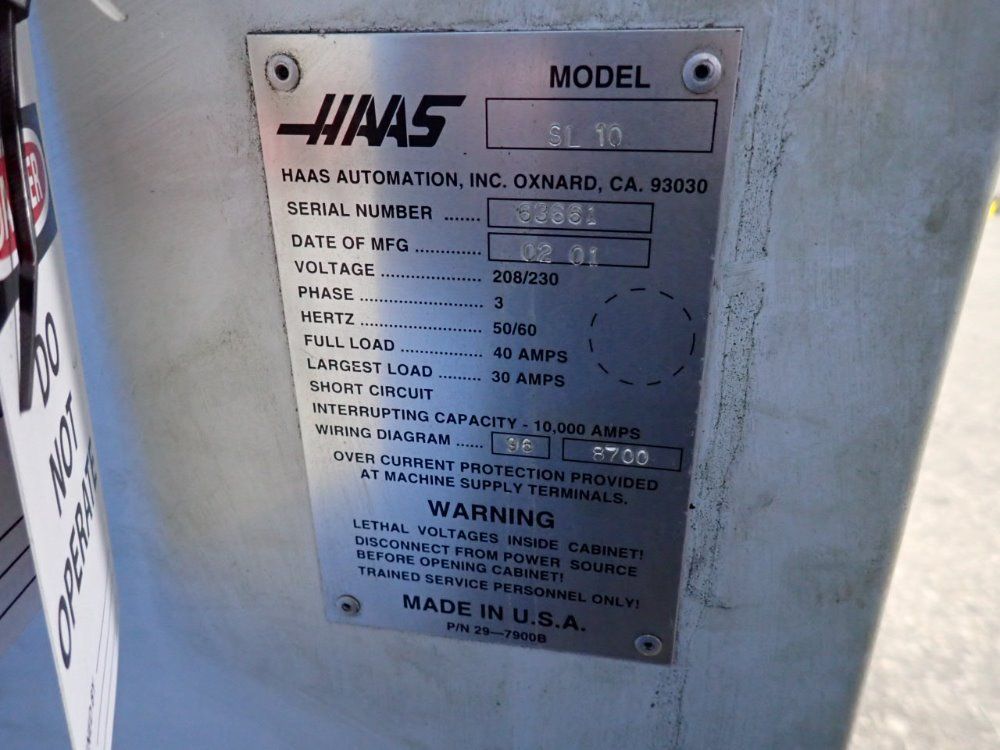 MODEL
HAAS
SL 10
HAAS AUTOMATION, INC. OXNARD, CA. 93030
SERIAL NUMBER ....... 63661
DATE OF MFG ............ 02 01
VOLTAGE ...................... 208/230
PHASE ........................... 3
HERTZ ........................... 50/60
FULL LOAD .................. 40 AMPS
LARGEST LOAD ......... 30 AMPS
SHORT CIRCUIT
INTERRUPTING CAPACITY - 10,000 AMPS
WIRING DIAGRAM ...... 96 8700
OVER CURRENT PROTECTION PROVIDED
AT MACHINE SUPPLY TERMINALS.
WARNING
LETHAL VOLTAGES INSIDE CABINET!
DISCONNECT FROM POWER SOURCE
BEFORE OPENING CABINET!
TRAINED SERVICE PERSONNEL ONLY!
MADE IN U.S.A.
P/N 29—7900B
DO
NOT
OPERATE